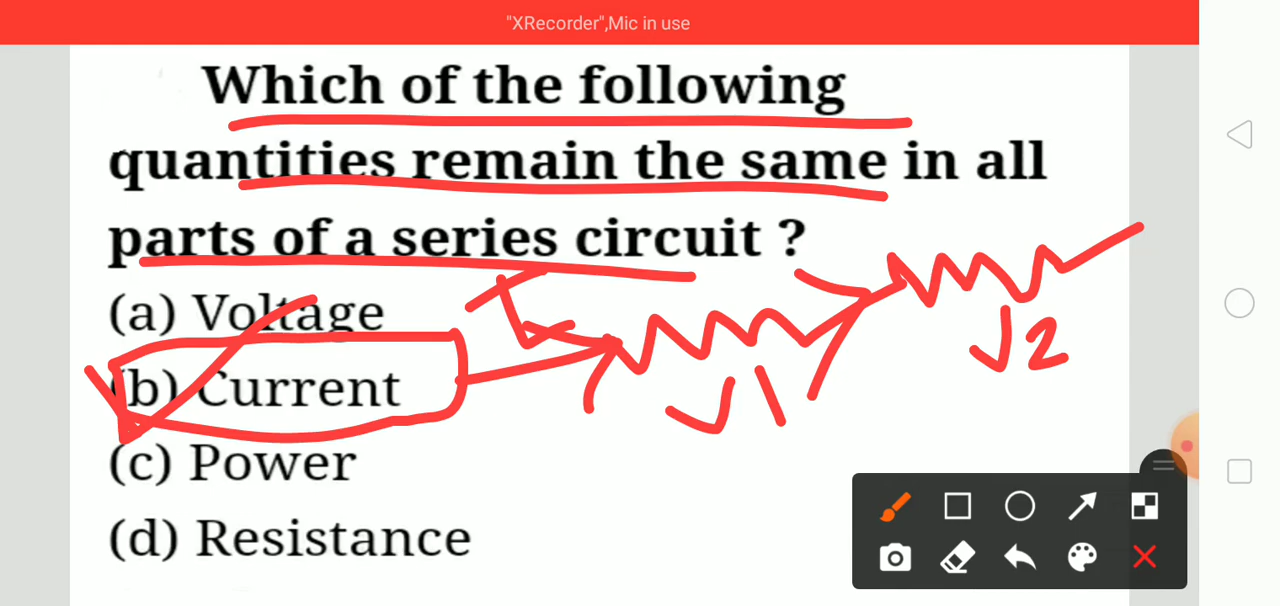 "XRecorder",Mic in use
Which of the following
quantities remain the same in all
parts of a series circuit ?
(a) Voltage
(b) Current
(c) Power
(d) Resistance
I
V1
V2